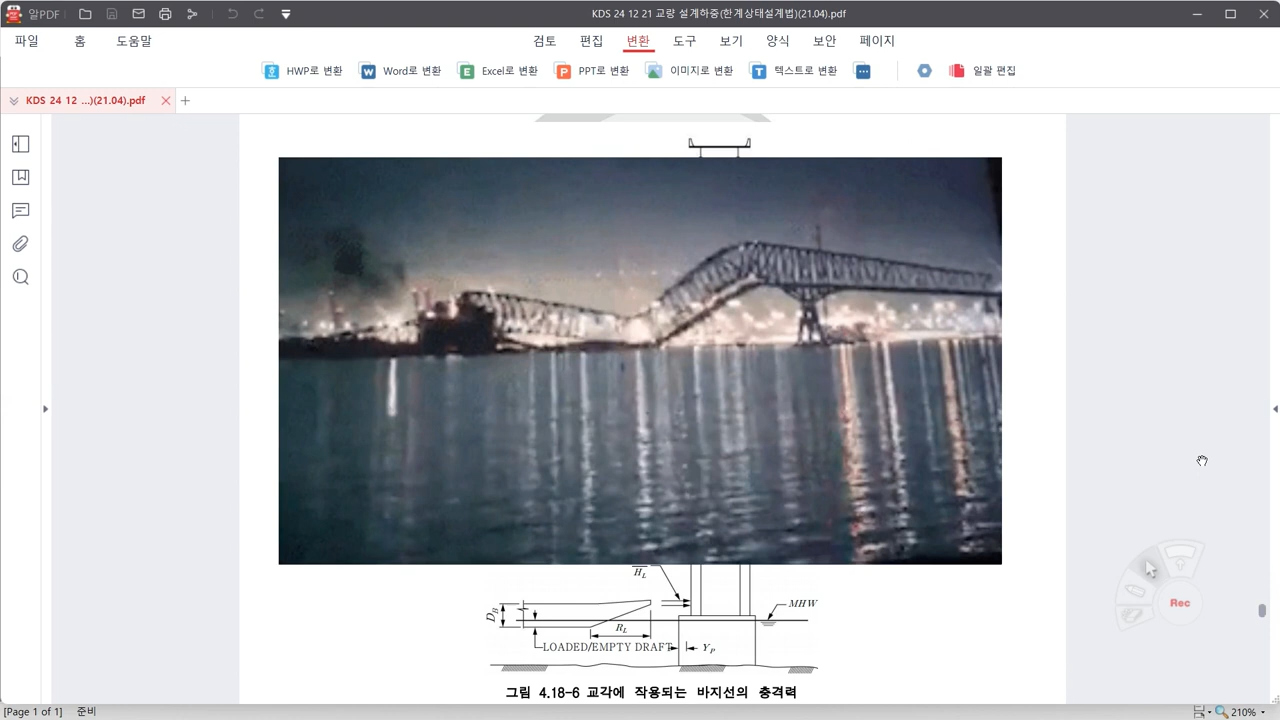 알PDF
KDS 24 12 21 교량 설계하중(한계상태설계법)(21.04).pdf
파일 홈 도움말 검토 편집 변환 도구 보기 양식 보안 페이지
HWP로 변환 Word로 변환 Excel로 변환 PPT로 변환 이미지로 변환 텍스트로 변환 일괄 편집
KDS 24 12 ...)(21.04).pdf
H_L
D_B
MHW
R_L
LOADED/EMPTY DRAFT
Y_P
Rec
그림 4.18-6 교각에 작용되는 바지선의 충격력
[Page 1 of 1] 준비
210%